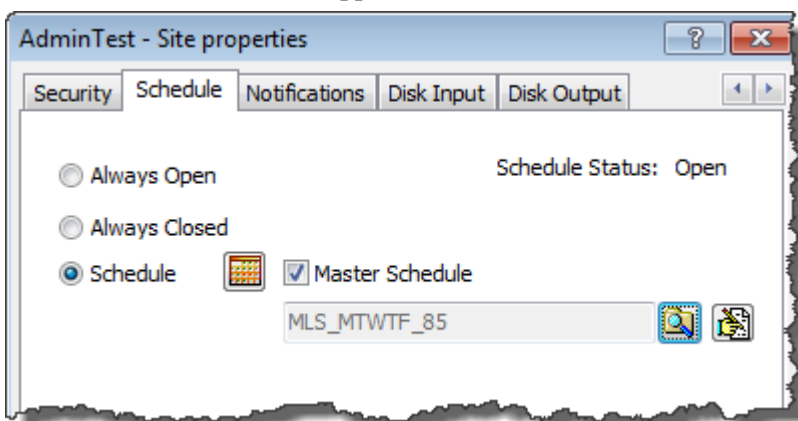 AdminTest - Site properties
Security Schedule Notifications Disk Input Disk Output
Always Open Schedule Status: Open
Always Closed
Schedule Master Schedule
MLS_MTWTF_85